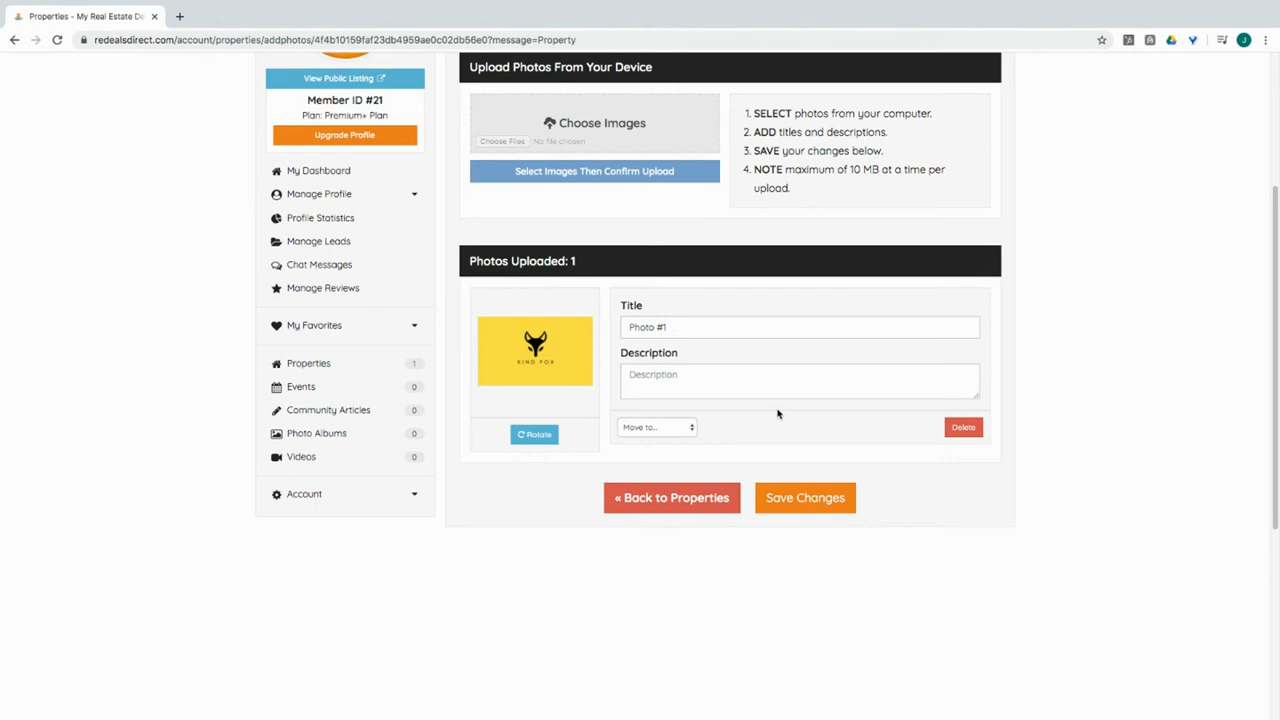 Properties - My Real Estate De
redealsdirect.com/account/properties/addphotos/4f4b10159faf23db4959ae0c02db56e0?message=Property
J
View Public Listing
Member ID #21
Plan: Premium+ Plan
Upgrade Profile
My Dashboard
Manage Profile
Profile Statistics
Manage Leads
Chat Messages
Manage Reviews
My Favorites
Properties 1
Events 0
Community Articles 0
Photo Albums 0
Videos 0
Account
Upload Photos From Your Device
Choose Images
Choose Files No file chosen
Select Images Then Confirm Upload
1. SELECT photos from your computer.
2. ADD titles and descriptions.
3. SAVE your changes below.
4. NOTE maximum of 10 MB at a time per
upload.
Photos Uploaded: 1
KIND FOX
Rotate
Title
Photo #1
Description
Description
Move to...
Delete
« Back to Properties
Save Changes